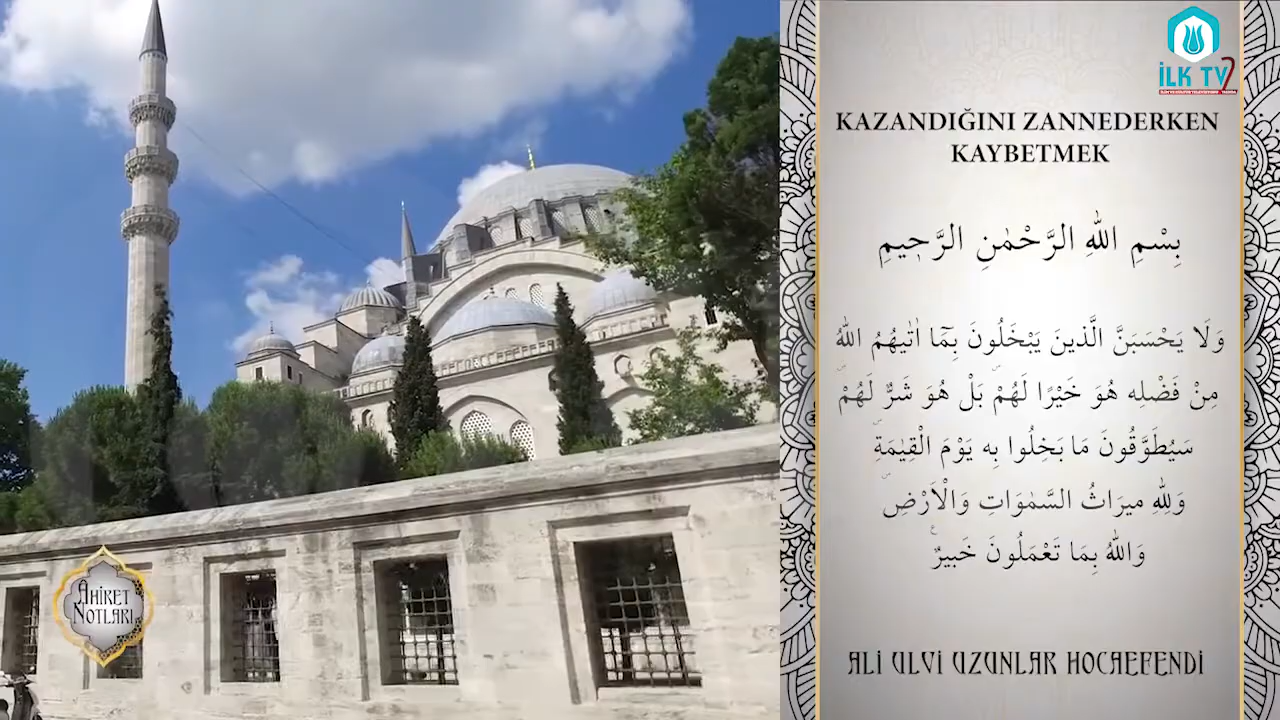 İLK TV 2
KAZANDIĞINI ZANNEDERKEN
KAYBETMEK
بِسْمِ اللّٰهِ الرَّحْمٰنِ الرَّح۪يمِ
وَلَا يَحْسَبَنَّ الَّذ۪ينَ يَبْخَلُونَ بِمَٓا اٰتٰيهُمُ اللّٰهُ
مِنْ فَضْلِه۪ هُوَ خَيْرًا لَهُمْۜ بَلْ هُوَ شَرٌّ لَهُمْۜ
سَيُطَوَّقُونَ مَا بَخِلُوا بِه۪ يَوْمَ الْقِيٰمَةِۜ
وَلِلّٰهِ م۪يرَاثُ السَّمٰوَاتِ وَالْاَرْضِۜ
وَاللّٰهُ بِمَا تَعْمَلُونَ خَب۪يرٌ۟
AHİRET
NOTLARI
ALİ ULVİ UZUNLAR HOCAEFENDİ